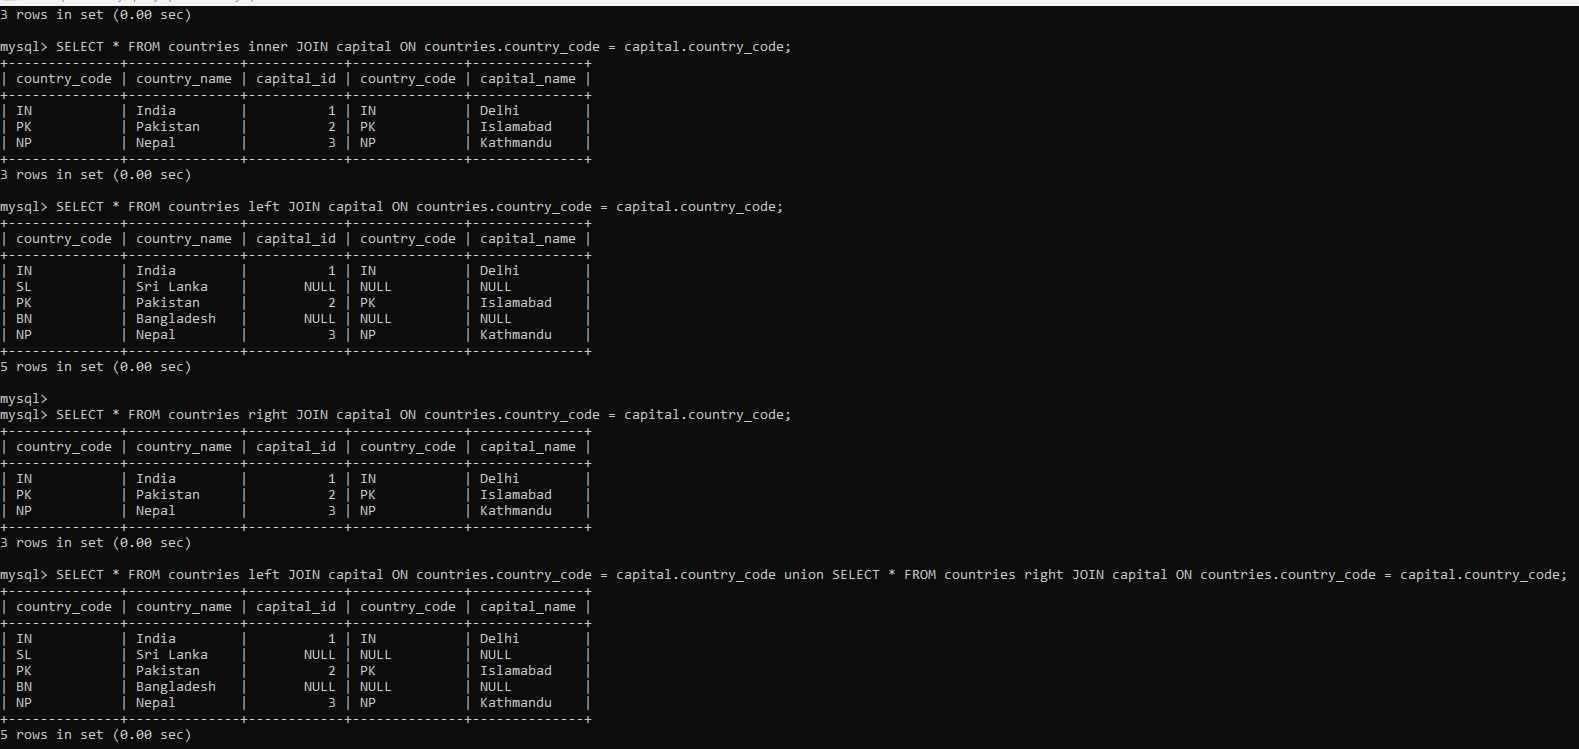 3 rows in set (0.00 sec)
mysql> SELECT * FROM countries inner JOIN capital ON countries.country_code = capital.country_code;
+--------------+--------------+------------+--------------+--------------+
| country_code | country_name | capital_id | country_code | capital_name |
+--------------+--------------+------------+--------------+--------------+
| IN           | India        |          1 | IN           | Delhi        |
| PK           | Pakistan     |          2 | PK           | Islamabad    |
| NP           | Nepal        |          3 | NP           | Kathmandu    |
+--------------+--------------+------------+--------------+--------------+
3 rows in set (0.00 sec)
mysql> SELECT * FROM countries left JOIN capital ON countries.country_code = capital.country_code;
+--------------+--------------+------------+--------------+--------------+
| country_code | country_name | capital_id | country_code | capital_name |
+--------------+--------------+------------+--------------+--------------+
| IN           | India        |          1 | IN           | Delhi        |
| SL           | Sri Lanka    |       NULL | NULL         | NULL         |
| PK           | Pakistan     |          2 | PK           | Islamabad    |
| BN           | Bangladesh   |       NULL | NULL         | NULL         |
| NP           | Nepal        |          3 | NP           | Kathmandu    |
+--------------+--------------+------------+--------------+--------------+
5 rows in set (0.00 sec)
mysql>
mysql> SELECT * FROM countries right JOIN capital ON countries.country_code = capital.country_code;
+--------------+--------------+------------+--------------+--------------+
| country_code | country_name | capital_id | country_code | capital_name |
+--------------+--------------+------------+--------------+--------------+
| IN           | India        |          1 | IN           | Delhi        |
| PK           | Pakistan     |          2 | PK           | Islamabad    |
| NP           | Nepal        |          3 | NP           | Kathmandu    |
+--------------+--------------+------------+--------------+--------------+
3 rows in set (0.00 sec)
mysql> SELECT * FROM countries left JOIN capital ON countries.country_code = capital.country_code union SELECT * FROM countries right JOIN capital ON countries.country_code = capital.country_code;
+--------------+--------------+------------+--------------+--------------+
| country_code | country_name | capital_id | country_code | capital_name |
+--------------+--------------+------------+--------------+--------------+
| IN           | India        |          1 | IN           | Delhi        |
| SL           | Sri Lanka    |       NULL | NULL         | NULL         |
| PK           | Pakistan     |          2 | PK           | Islamabad    |
| BN           | Bangladesh   |       NULL | NULL         | NULL         |
| NP           | Nepal        |          3 | NP           | Kathmandu    |
+--------------+--------------+------------+--------------+--------------+
5 rows in set (0.00 sec)